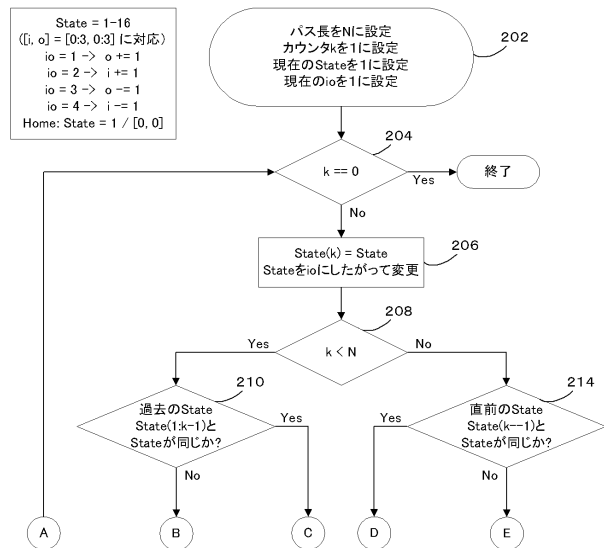 State = 1-16
([i, o] = [0:3, 0:3] に対応)
io = 1 -> o += 1
io = 2 -> i += 1
io = 3 -> o -= 1
io = 4 -> i -= 1
Home: State = 1 / [0, 0]
パス長をNに設定
カウンタkを1に設定
現在のStateを1に設定
現在のioを1に設定
202
204
k == 0
Yes
終了
No
206
State(k) = State
Stateをioにしたがって変更
208
Yes
k < N
No
210
過去のState
State(1:k-1)と
Stateが同じか?
Yes
No
214
直前のState
State(k--1)と
Stateが同じか?
Yes
No
A
B
C
D
E